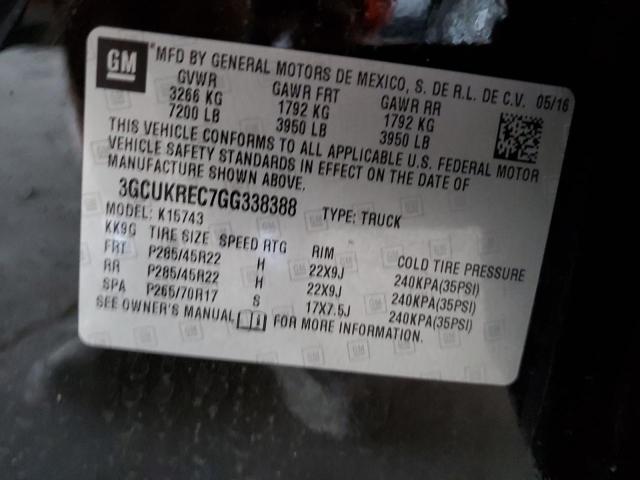 GM
*MFD BY GENERAL MOTORS DE MEXICO, S. DE R.L. DE C.V. 05/16
GVWR GAWR FRT GAWR RR
3266 KG 1792 KG 1792 KG
7200 LB 3950 LB 3950 LB
THIS VEHICLE CONFORMS TO ALL APPLICABLE U.S. FEDERAL MOTOR
VEHICLE SAFETY STANDARDS IN EFFECT ON THE DATE OF
MANUFACTURE SHOWN ABOVE.
3GCUKREC7GG338388
MODEL: K15743 TYPE: TRUCK
KK9G TIRE SIZE SPEED RTG RIM COLD TIRE PRESSURE
FRT P285/45R22 H 22X9J 240KPA(35PSI)
RR P285/45R22 H 22X9J 240KPA(35PSI)
SPA P265/70R17 S 17X7.5J 240KPA(35PSI)
SEE OWNER'S MANUAL FOR MORE INFORMATION.